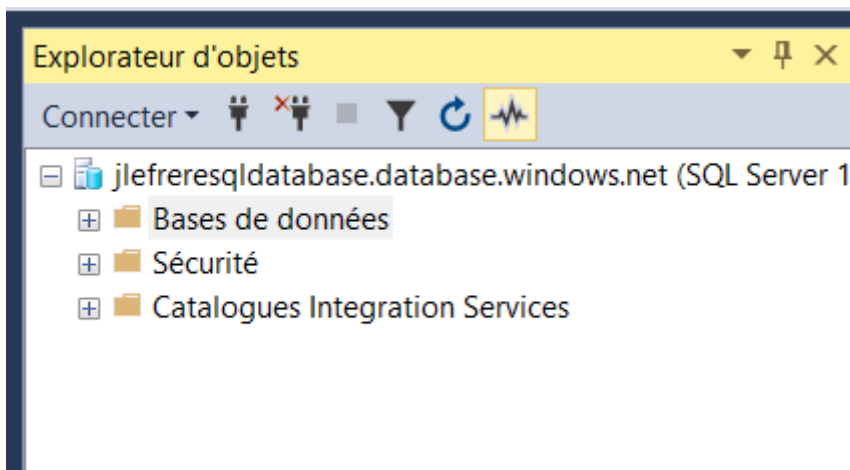 Explorateur d'objets
Connecter
jlefreresqldatabase.database.windows.net (SQL Server 1
Bases de données
Sécurité
Catalogues Integration Services